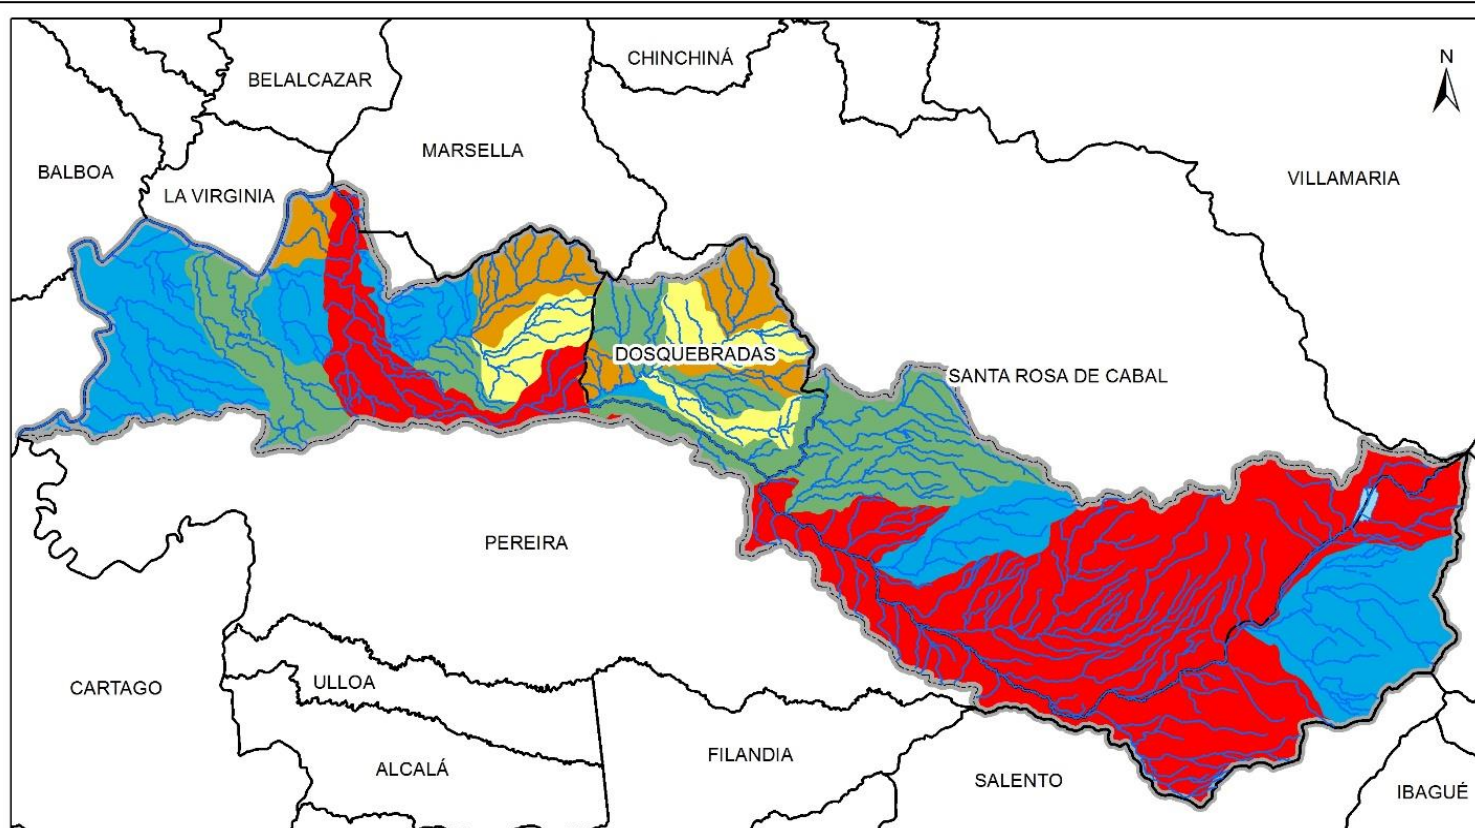 CHINCHINÁ
N
BELALCAZAR
MARSELLA
BALBOA
LA VIRGINIA
VILLAMARIA
DOSQUEBRADAS
SANTA ROSA DE CABAL
PEREIRA
CARTAGO
ULLOA
ALCALÁ
FILANDIA
SALENTO
IBAGUÉ